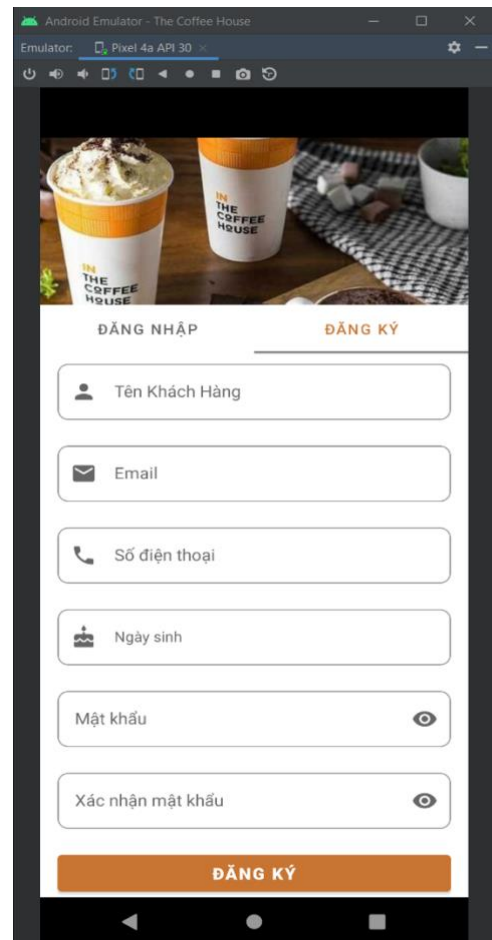 Android Emulator - The Coffee House
Emulator: Pixel 4a API 30
IN
THE
COFFEE
HOUSE
IN
THE
COFFEE
HOUSE
ĐĂNG NHẬP ĐĂNG KÝ
Tên Khách Hàng
Email
Số điện thoại
Ngày sinh
Mật khẩu
Xác nhận mật khẩu
ĐĂNG KÝ